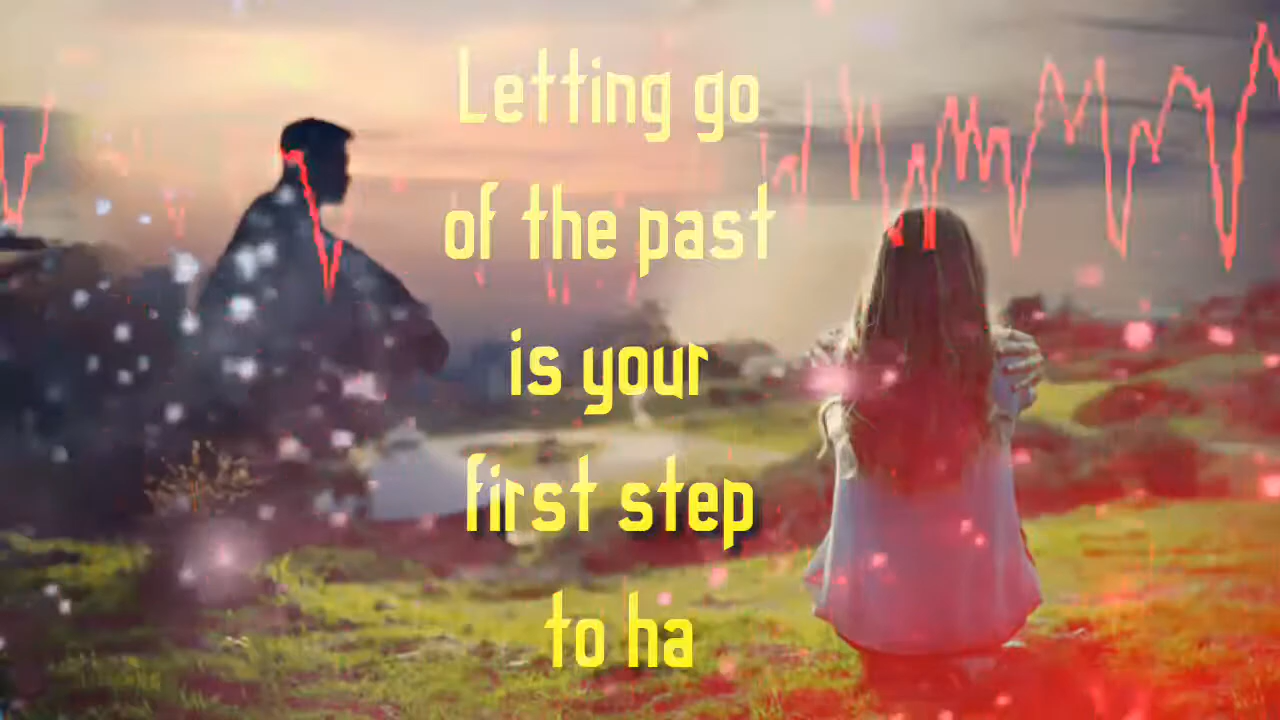 Letting go
of the past
is your
first step
to ha